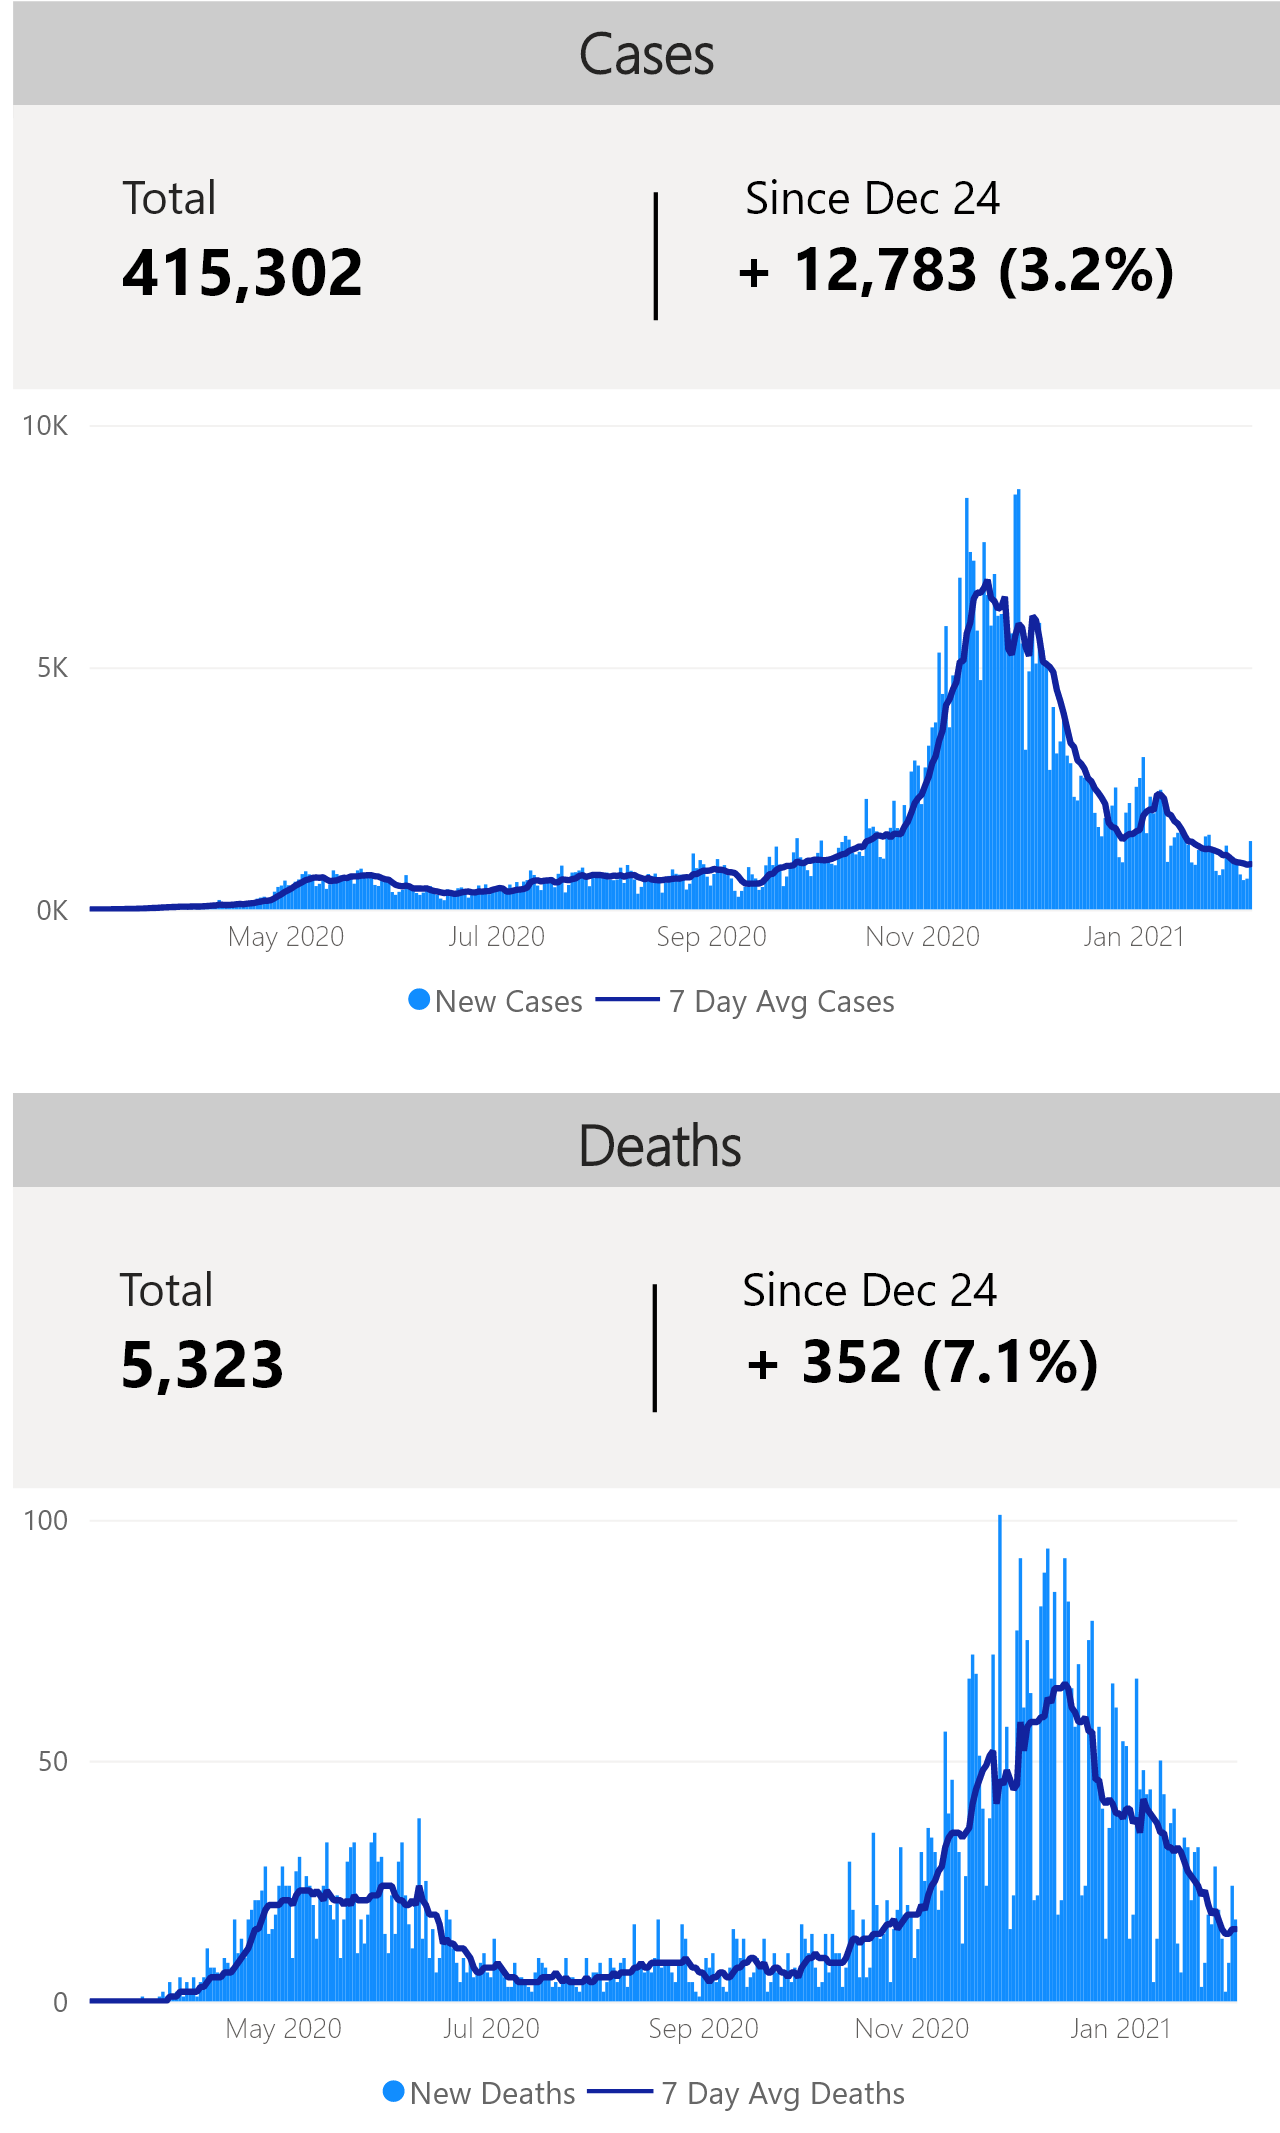 Cases
Total
Since Dec 24
415,302
+ 12,783 (3.2%)
10K
5K
0K
May 2020
Jul 2020
Sep 2020
Nov 2020
Jan 2021
New Cases
7 Day Avg Cases
Deaths
Total
Since Dec 24
5,323
+ 352 (7.1%)
100
50
0
May 2020
Jul 2020
Sep 2020
Nov 2020
Jan 2021
New Deaths
7 Day Avg Deaths